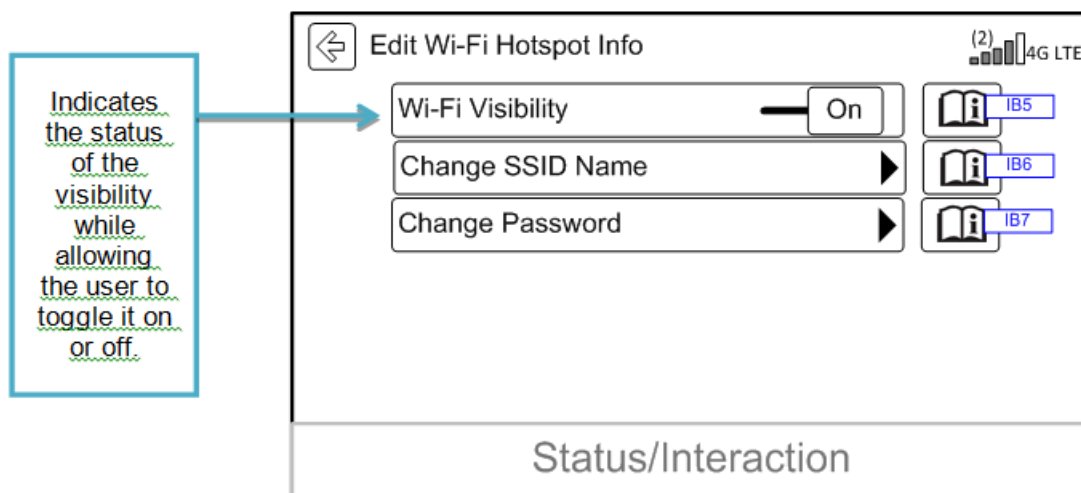 Edit Wi-Fi Hotspot Info
(2)
4G LTE
Indicates
the status
of the
visibility
while
allowing
the user to
toggle it on
or off.
Wi-Fi Visibility
On
IB5
Change SSID Name
IB6
Change Password
IB7
Status/Interaction